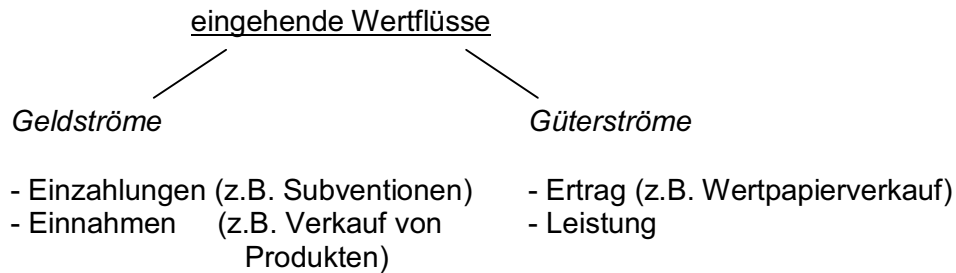 eingehende Wertflüsse
Geldströme
Güterströme
- Einzahlungen (z.B. Subventionen)
- Ertrag (z.B. Wertpapierverkauf)
- Einnahmen (z.B. Verkauf von
- Leistung
Produkten)